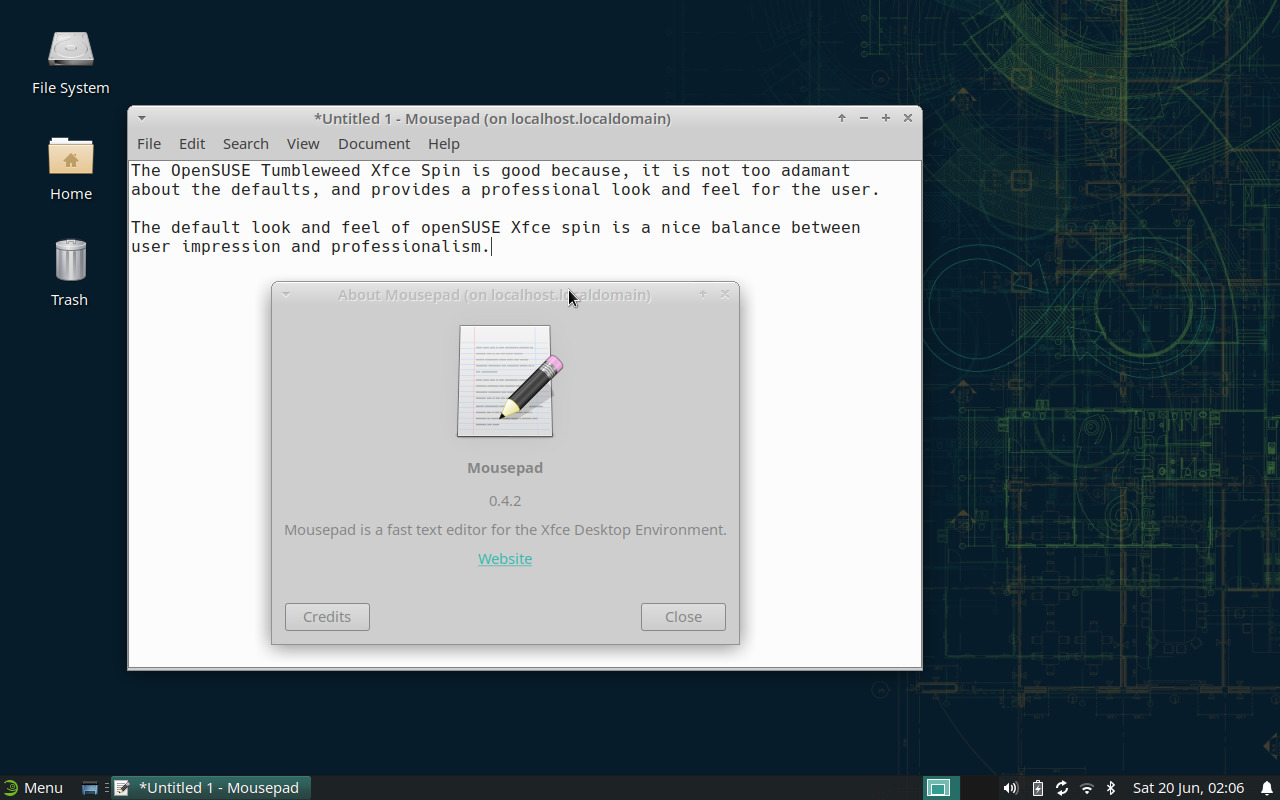 File System
Home
Trash
*Untitled 1 - Mousepad (on localhost.localdomain)
File Edit Search View Document Help
The OpenSUSE Tumbleweed Xfce Spin is good because, it is not too adamant
about the defaults, and provides a professional look and feel for the user.
The default look and feel of openSUSE Xfce spin is a nice balance between
user impression and professionalism.
About Mousepad (on localhost.localdomain)
Mousepad
0.4.2
Mousepad is a fast text editor for the Xfce Desktop Environment.
Website
Credits Close
Menu *Untitled 1 - Mousepad Sat 20 Jun, 02:06